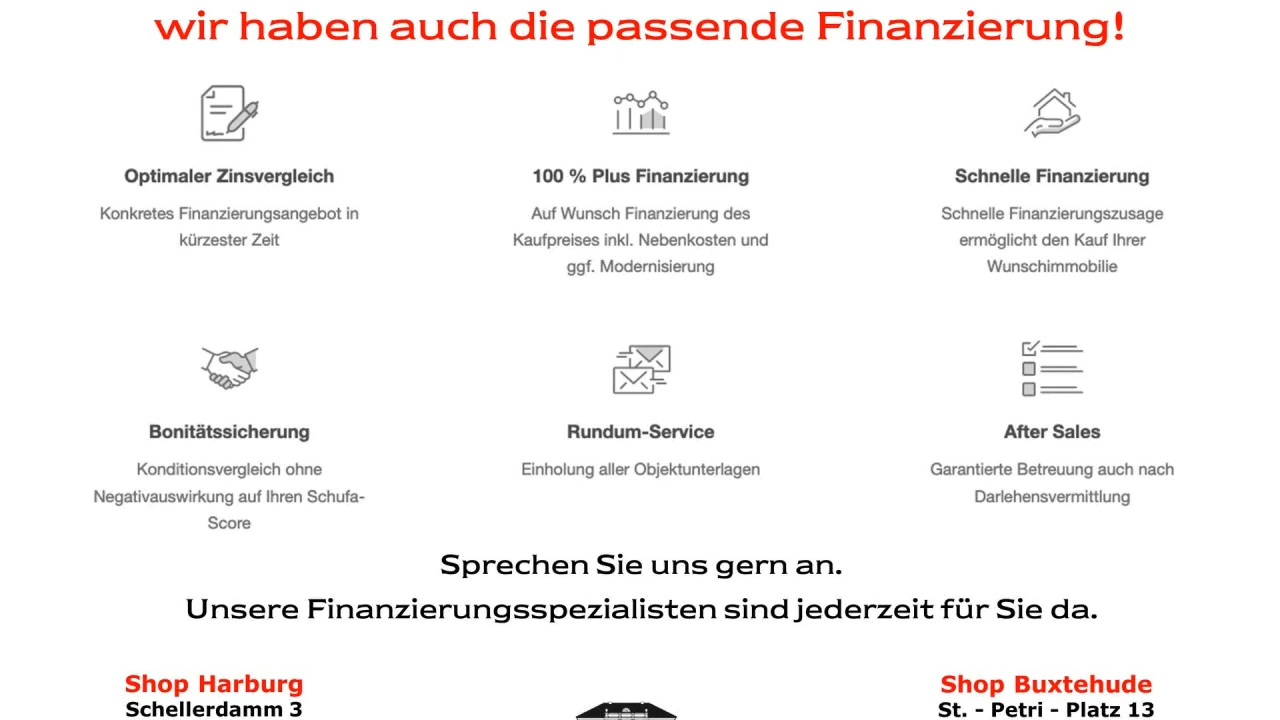 wir haben auch die passende Finanzierung!
Optimaler Zinsvergleich
Konkretes Finanzierungsangebot in
kürzester Zeit
100 % Plus Finanzierung
Auf Wunsch Finanzierung des
Kaufpreises inkl. Nebenkosten und
ggf. Modernisierung
Schnelle Finanzierung
Schnelle Finanzierungszusage
ermöglicht den Kauf Ihrer
Wunschimmobilie
Bonitätssicherung
Konditionsvergleich ohne
Negativauswirkung auf Ihren Schufa-
Score
Rundum-Service
Einholung aller Objektunterlagen
After Sales
Garantierte Betreuung auch nach
Darlehensvermittlung
Sprechen Sie uns gern an.
Unsere Finanzierungsspezialisten sind jederzeit für Sie da.
Shop Harburg
Schellerdamm 3
Shop Buxtehude
St. - Petri - Platz 13